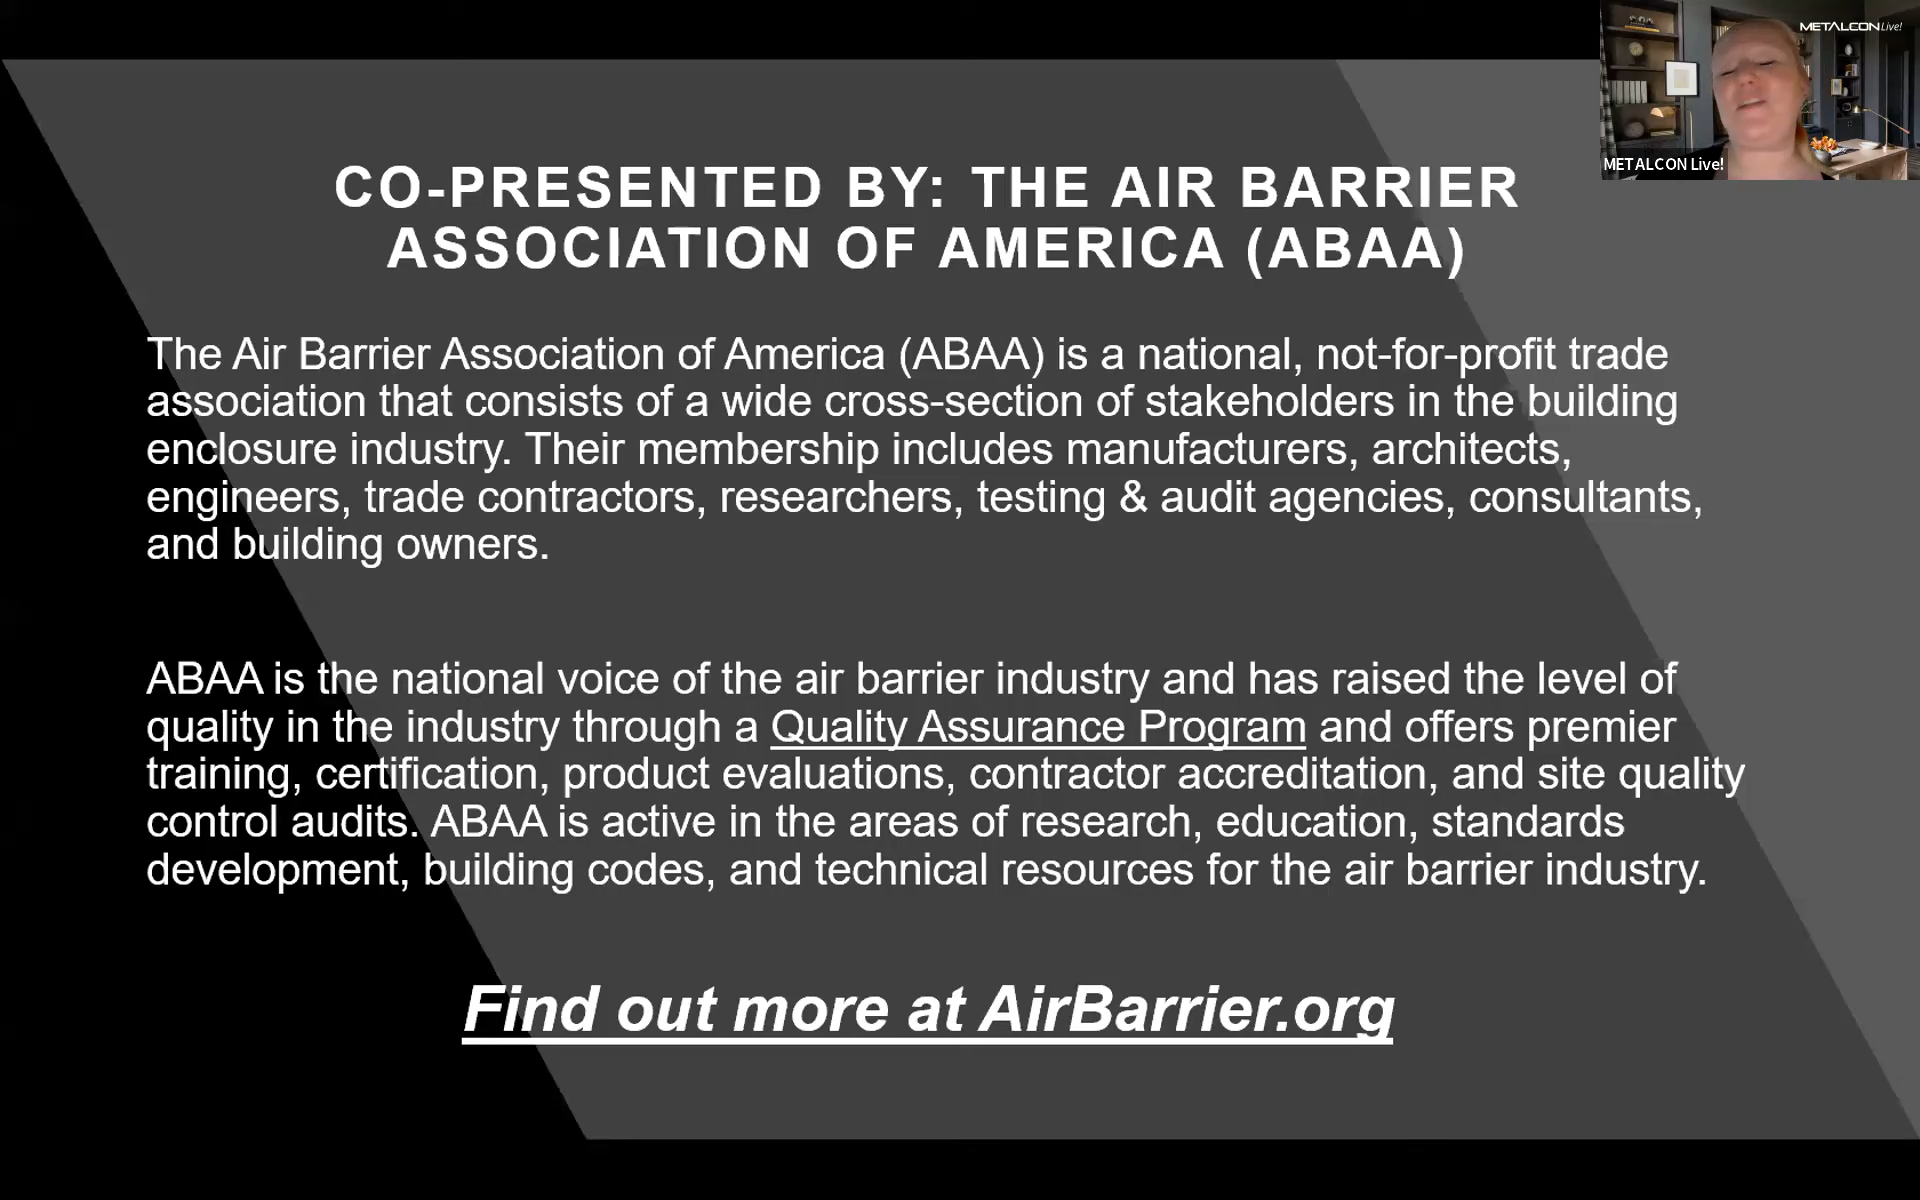 METALCON Live!
METALCON Live!
CO-PRESENTED BY: THE AIR BARRIER
ASSOCIATION OF AMERICA (ABAA)
The Air Barrier Association of America (ABAA) is a national, not-for-profit trade
association that consists of a wide cross-section of stakeholders in the building
enclosure industry. Their membership includes manufacturers, architects,
engineers, trade contractors, researchers, testing & audit agencies, consultants,
and building owners.
ABAA is the national voice of the air barrier industry and has raised the level of
quality in the industry through a Quality Assurance Program and offers premier
training, certification, product evaluations, contractor accreditation, and site quality
control audits. ABAA is active in the areas of research, education, standards
development, building codes, and technical resources for the air barrier industry.
Find out more at AirBarrier.org